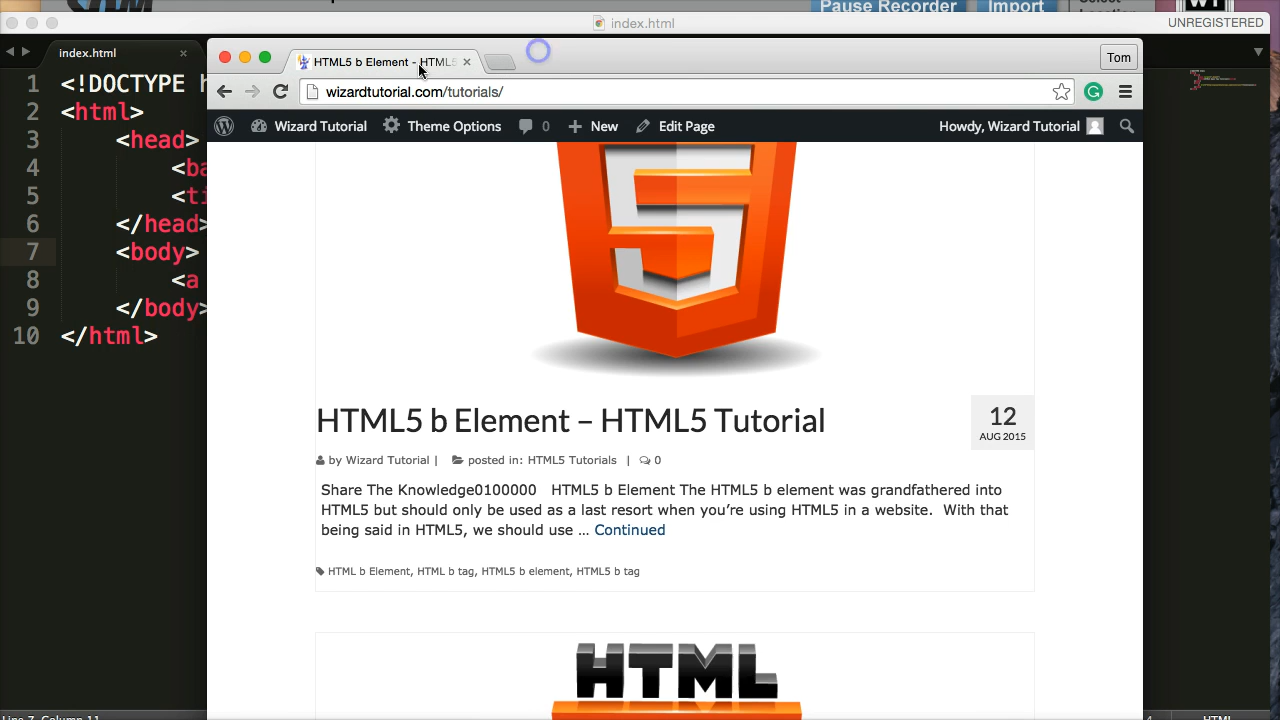 Pause Recorder
Import
Select
Location
WT
index.html
UNREGISTERED
index.html
1 <!DOCTYPE h
2 <html>
3 <head>
4 <ba
5 <ti
6 </head>
7 <body>
8 <a
9 </body>
10 </html>
HTML5 b Element - HTML5
Tom
wizardtutorial.com/tutorials/
Wizard Tutorial
Theme Options
0
New
Edit Page
Howdy, Wizard Tutorial
HTML5 b Element – HTML5 Tutorial
12
AUG 2015
by Wizard Tutorial | posted in: HTML5 Tutorials | 0
Share The Knowledge0100000 HTML5 b Element The HTML5 b element was grandfathered into
HTML5 but should only be used as a last resort when you're using HTML5 in a website. With that
being said in HTML5, we should use ... Continued
HTML b Element, HTML b tag, HTML5 b element, HTML5 b tag
HTML